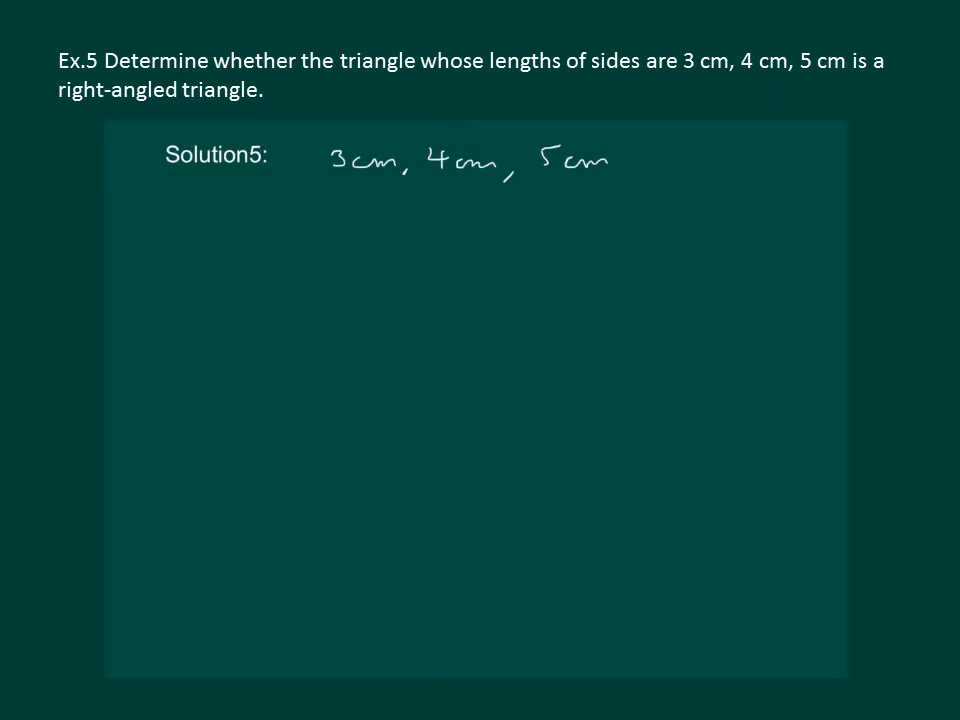 Ex.5 Determine whether the triangle whose lengths of sides are 3 cm, 4 cm, 5 cm is a
right-angled triangle.
Solution5: 3cm, 4cm, 5cm